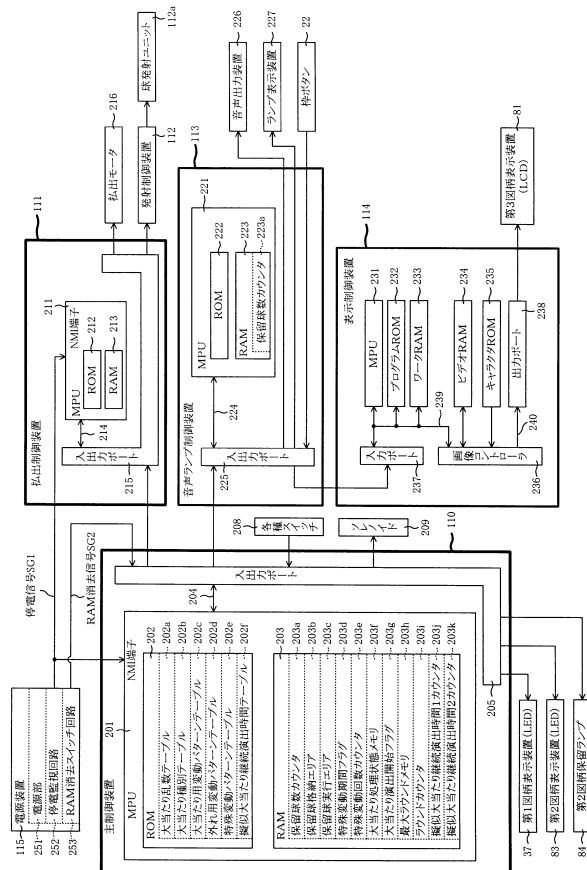 115
電源装置
251
電源部
252
停電監視回路
253
RAM消去スイッチ回路
停電信号SG1
RAM消去信号SG2
払出制御装置
111
MPU
211
NMI端子
ROM
212
RAM
213
214
入出力ポート
215
216
払出モータ
112
発射制御装置
112a
球発射ユニット
音声ランプ制御装置
113
MPU
221
ROM
222
RAM
223
保留球数カウンタ
223a
224
入出力ポート
225
226
音声出力装置
227
ランプ表示装置
22
枠ボタン
表示制御装置
114
MPU
231
プログラムROM
232
ワークRAM
233
ビデオRAM
234
キャラクタROM
235
出力ポート
238
239
240
入力ポート
237
画像コントローラ
236
81
第3図柄表示装置
(LCD)
208
各種スイッチ
209
ソレノイド
主制御装置
110
MPU
201
NMI端子
ROM
202
大当たり乱数テーブル
202a
大当たり種別テーブル
202b
大当たり用変動パターンテーブル
202c
外れ用変動パターンテーブル
202d
特殊変動パターンテーブル
202e
擬似大当たり継続演出時間テーブル
202f
RAM
203
保留球数カウンタ
203a
保留球格納エリア
203b
保留球実行エリア
203c
特殊変動期間フラグ
203d
特殊変動回数カウンタ
203e
大当たり処理状態メモリ
203f
大当たり演出開始フラグ
203g
最大ラウンドメモリ
203h
ラウンドカウンタ
203i
擬似大当たり継続演出時間1カウンタ
203j
擬似大当たり継続演出時間2カウンタ
203k
204
入出力ポート
205
37
第1図柄表示装置(LED)
83
第2図柄表示装置(LED)
84
第2図柄保留ランプ